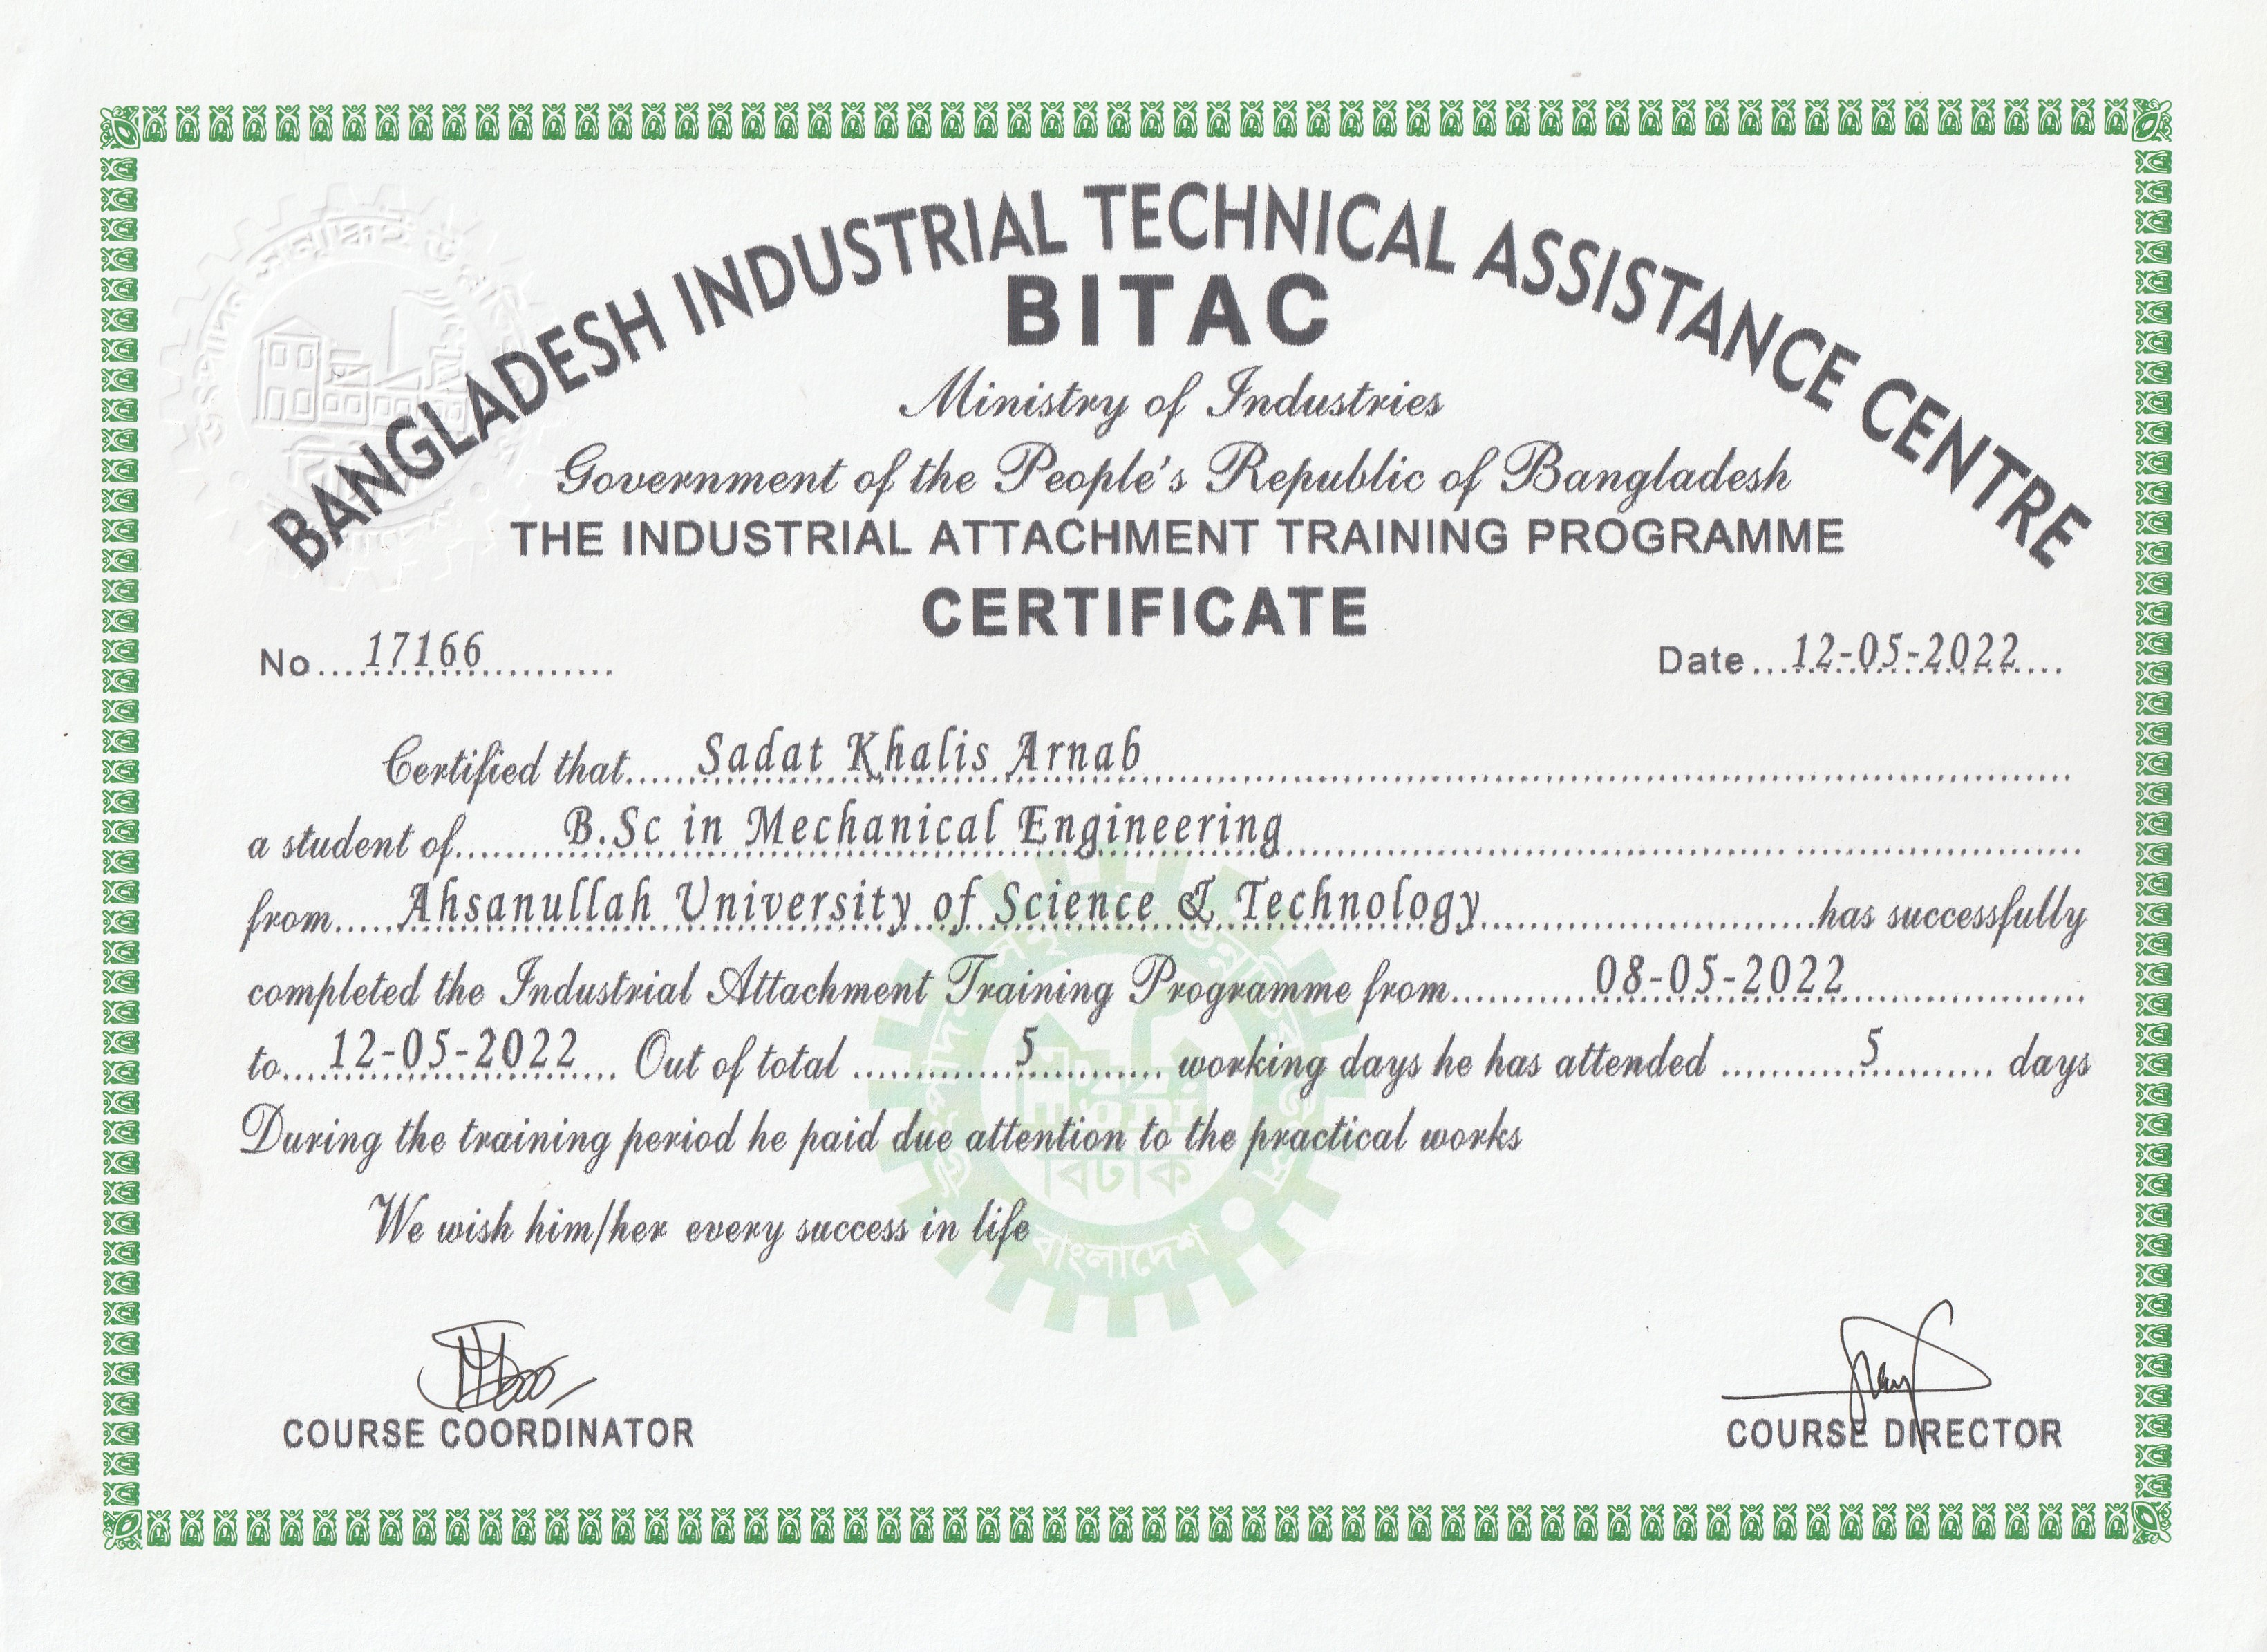 BANGLADESH INDUSTRIAL TECHNICAL ASSISTANCE CENTRE
BITAC
Ministry of Industries
Government of the People's Republic of Bangladesh
THE INDUSTRIAL ATTACHMENT TRAINING PROGRAMME
CERTIFICATE
No....17166.......... Date...12-05-2022....
Certified that.....Sadat Khalis Arnab..........
a student of......B.Sc in Mechanical Engineering..........
from.....Ahsanullah University of Science & Technology..........has successfully
completed the Industrial Attachment Training Programme from..........08-05-2022..........
to....12-05-2022.... Out of total ..........5.......... working days he has attended ..........5.......... days
During the training period he paid due attention to the practical works
বিটাক
We wish him/her every success in life
বাংলাদেশ
COURSE COORDINATOR COURSE DIRECTOR